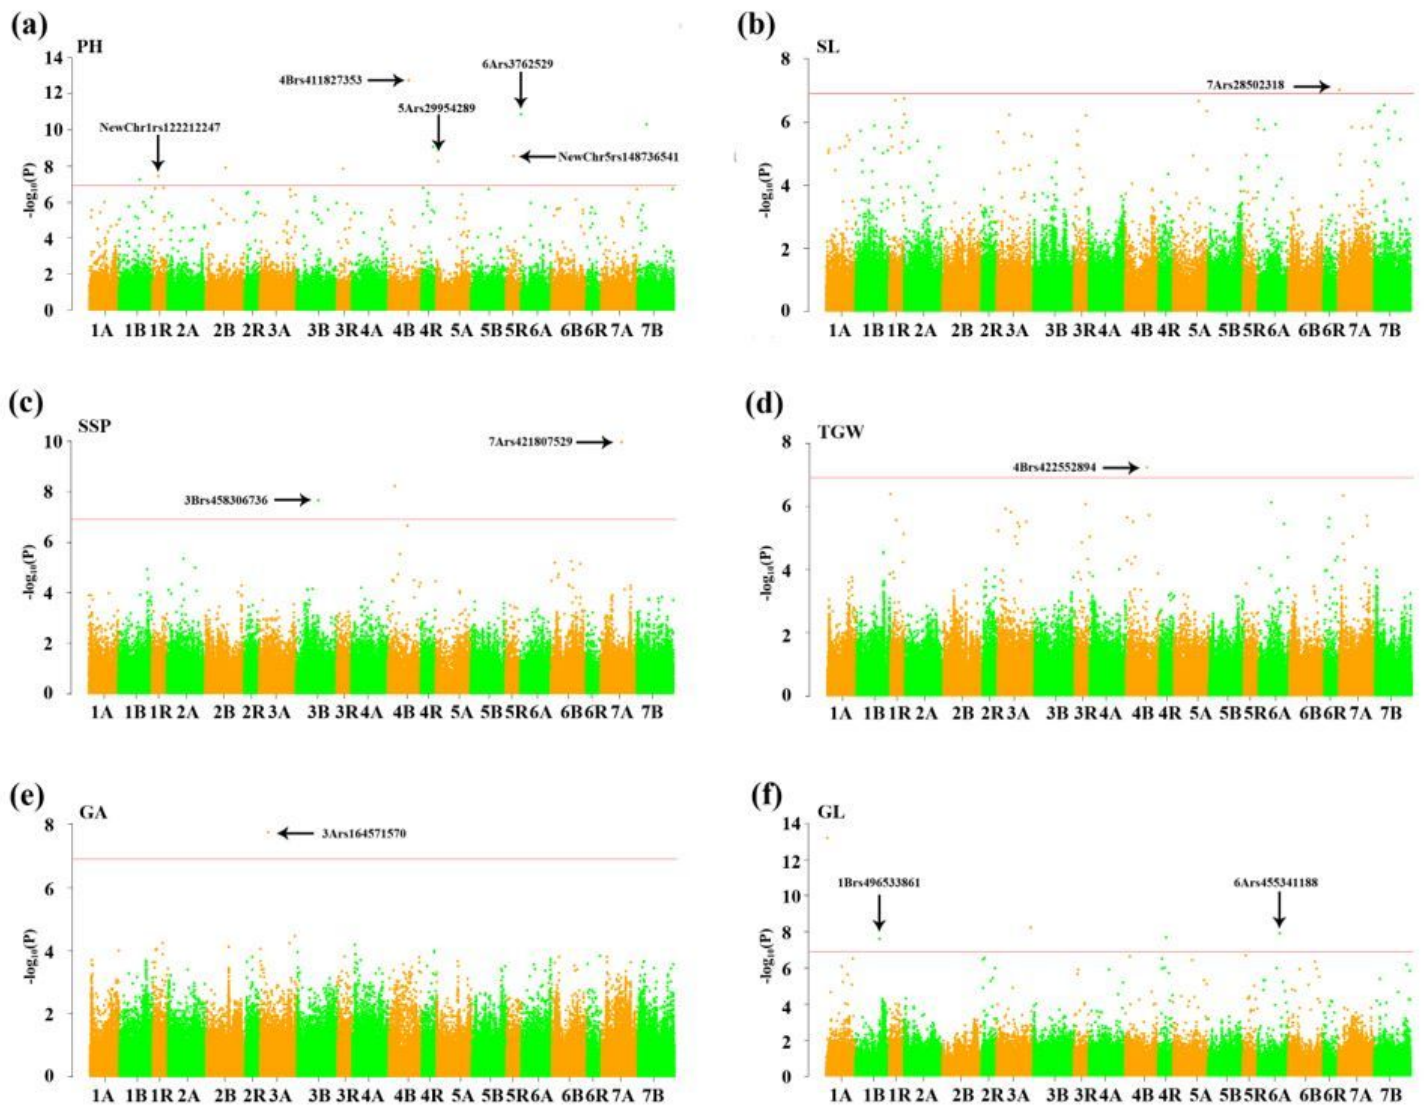 (a)
PH
14
12
10
8
6
4
2
0
-log10(P)
NewChr1rs122212247
4Brs411827353
5Ars29954289
6Ars3762529
NewChr5rs148736541
1A 1B 1R 2A 2B 2R 3A 3B 3R 4A 4B 4R 5A 5B 5R 6A 6B 6R 7A 7B
(b)
SL
8
6
4
2
0
-log10(P)
7Ars28502318
1A 1B 1R 2A 2B 2R 3A 3B 3R 4A 4B 4R 5A 5B 5R 6A 6B 6R 7A 7B
(c)
SSP
10
8
6
4
2
0
-log10(P)
3Brs458306736
7Ars421807529
1A 1B 1R 2A 2B 2R 3A 3B 3R 4A 4B 4R 5A 5B 5R 6A 6B 6R 7A 7B
(d)
TGW
8
6
4
2
0
-log10(P)
4Brs422552894
1A 1B 1R 2A 2B 2R 3A 3B 3R 4A 4B 4R 5A 5B 5R 6A 6B 6R 7A 7B
(e)
GA
8
6
4
2
0
-log10(P)
3Ars164571570
1A 1B 1R 2A 2B 2R 3A 3B 3R 4A 4B 4R 5A 5B 5R 6A 6B 6R 7A 7B
(f)
GL
14
12
10
8
6
4
2
0
-log10(P)
1Brs496533861
6Ars455341188
1A 1B 1R 2A 2B 2R 3A 3B 3R 4A 4B 4R 5A 5B 5R 6A 6B 6R 7A 7B